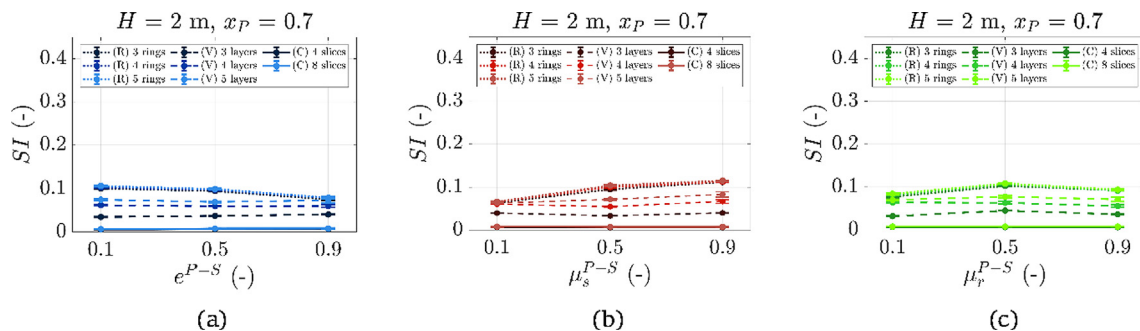 H = 2 m, x_P = 0.7
(R) 3 rings (V) 3 layers (C) 4 slices
(R) 4 rings (V) 4 layers (C) 8 slices
(R) 5 rings (V) 5 layers
SI (-)
0.4
0.3
0.2
0.1
0
0.1 0.5 0.9
e^{P-S} (-)
(a)
H = 2 m, x_P = 0.7
(R) 3 rings (V) 3 layers (C) 4 slices
(R) 4 rings (V) 4 layers (C) 8 slices
(R) 5 rings (V) 5 layers
SI (-)
0.4
0.3
0.2
0.1
0
0.1 0.5 0.9
μ_s^{P-S} (-)
(b)
H = 2 m, x_P = 0.7
(R) 3 rings (V) 3 layers (C) 4 slices
(R) 4 rings (V) 4 layers (C) 8 slices
(R) 5 rings (V) 5 layers
SI (-)
0.4
0.3
0.2
0.1
0
0.1 0.5 0.9
μ_r^{P-S} (-)
(c)